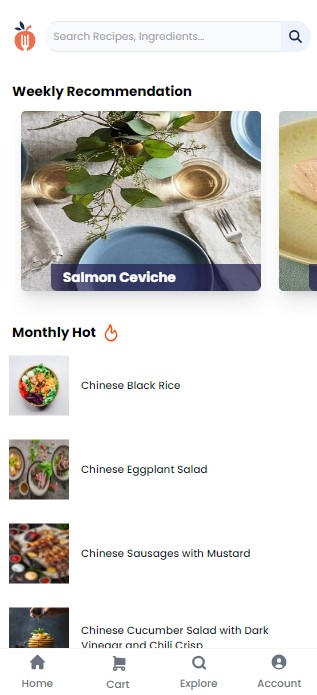 Search Recipes, Ingredients...
Weekly Recommendation
Salmon Ceviche
Monthly Hot
Chinese Black Rice
Chinese Eggplant Salad
Chinese Sausages with Mustard
Chinese Cucumber Salad with Dark
Vinegar and Chili Crisp
Home
Cart
Explore
Account